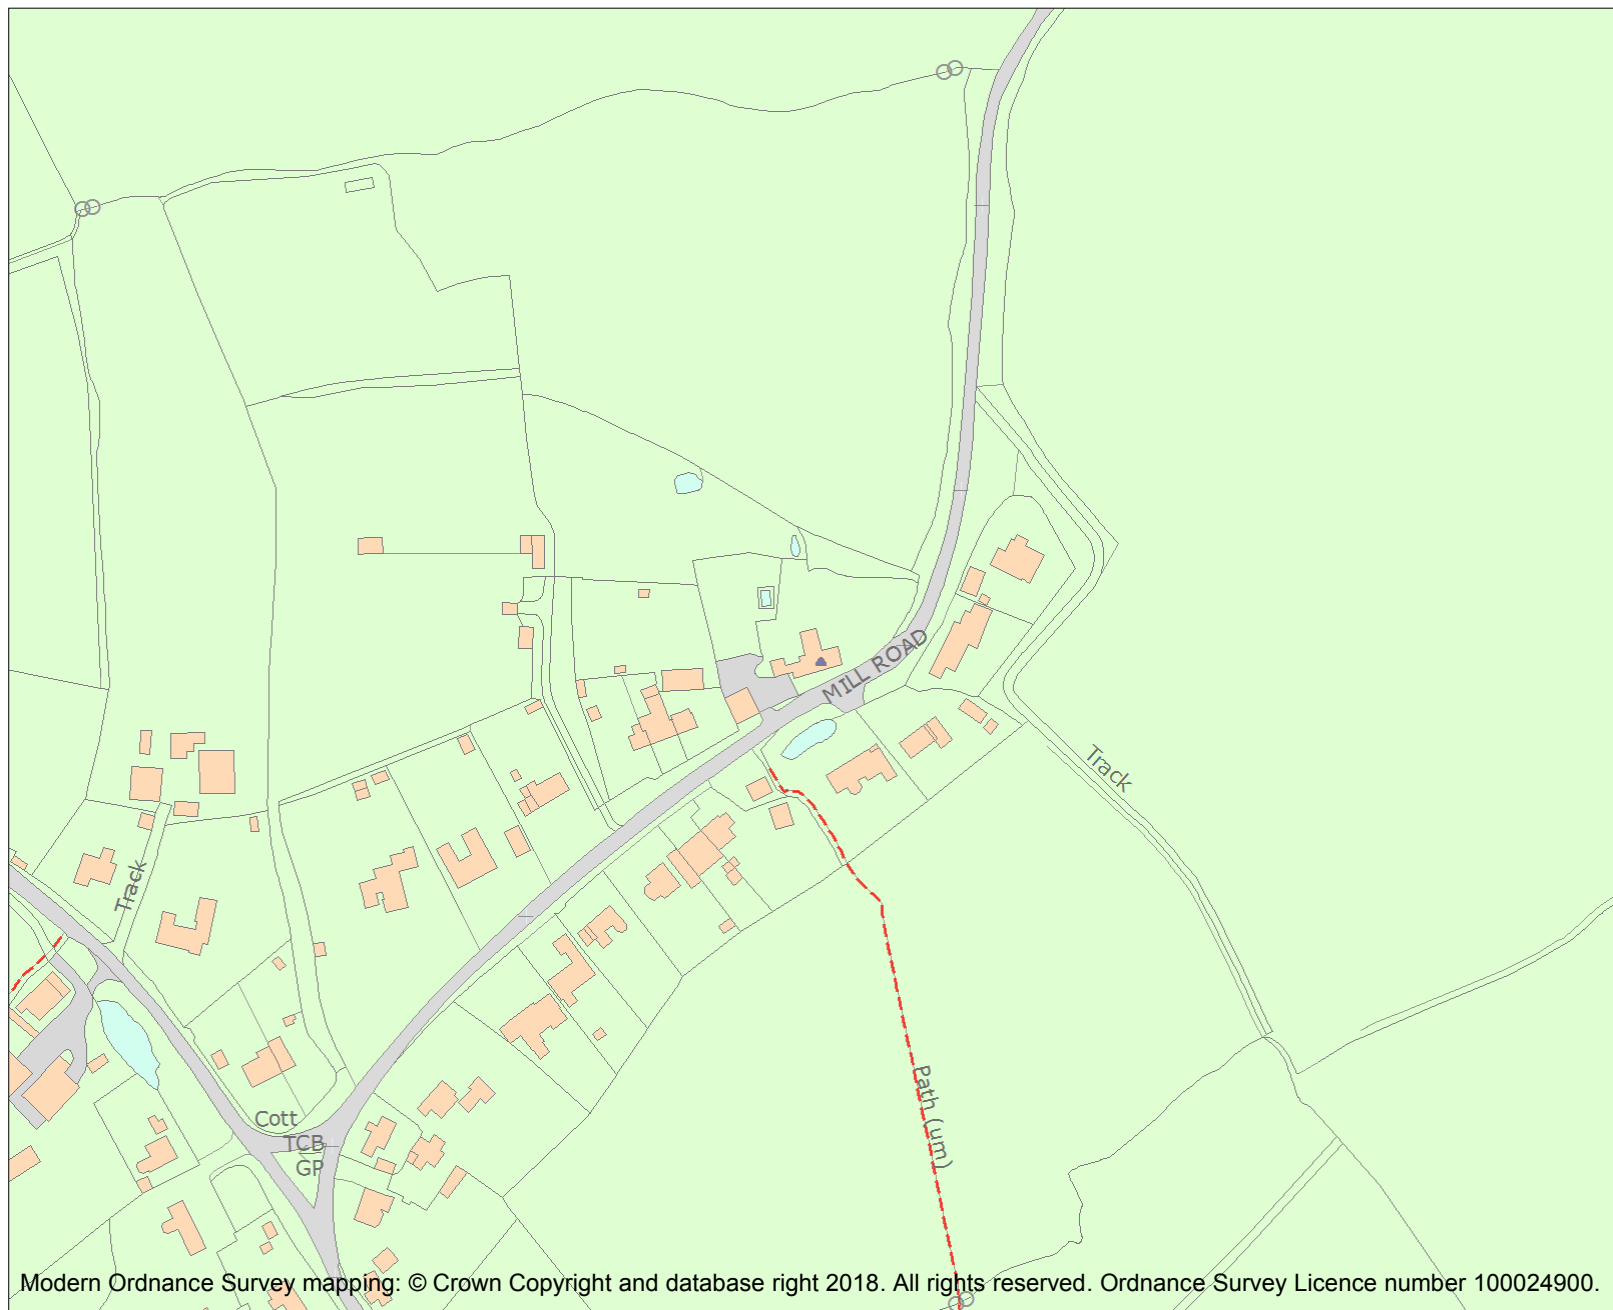 MILL ROAD
Track
Track
Path (um)
Cott
TCB
GP
Modern Ordnance Survey mapping: © Crown Copyright and database right 2018. All rights reserved. Ordnance Survey Licence number 100024900.